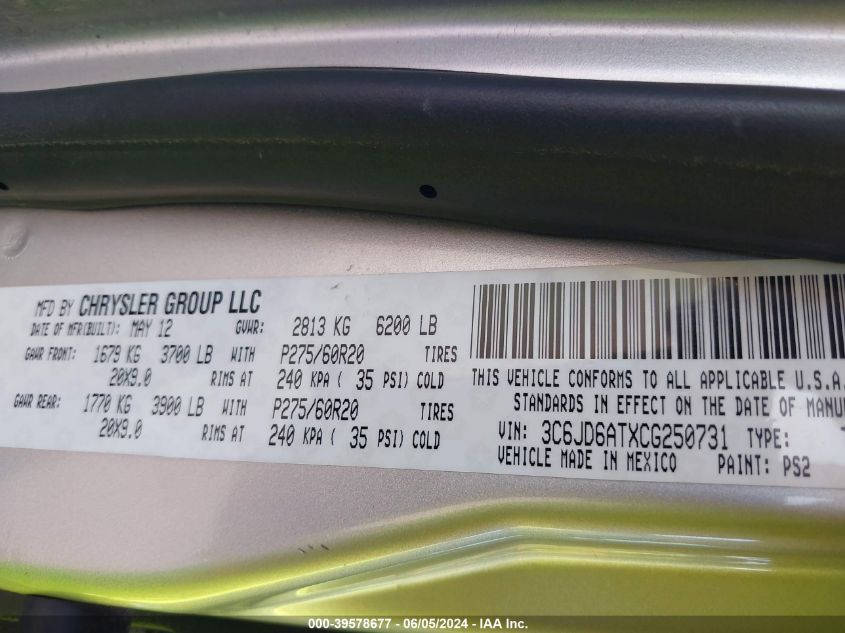 MFD BY CHRYSLER GROUP LLC
DATE OF MFR(BUILT): MAY 12 GVWR: 2813 KG 6200 LB
GAWR FRONT: 1679 KG 3700 LB WITH P275/60R20 TIRES
20X9.0 RIMS AT 240 KPA ( 35 PSI) COLD
GAWR REAR: 1770 KG 3900 LB WITH P275/60R20 TIRES
20X9.0 RIMS AT 240 KPA ( 35 PSI) COLD
THIS VEHICLE CONFORMS TO ALL APPLICABLE U.S.A.
STANDARDS IN EFFECT ON THE DATE OF MANU
VIN: 3C6JD6ATXCG250731 TYPE:
VEHICLE MADE IN MEXICO PAINT: PS2
000-39578677 - 06/05/2024 - IAA Inc.